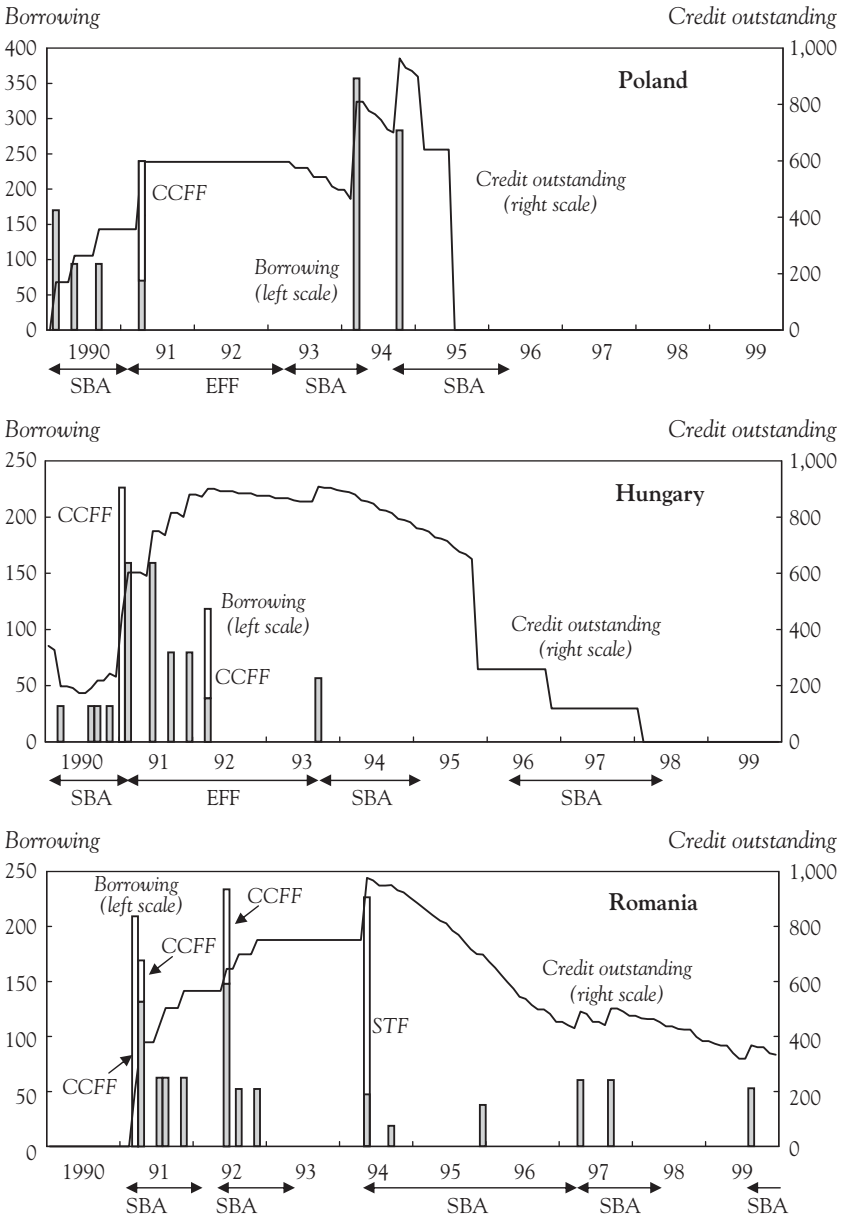 Borrowing Credit outstanding
400 1,000
Poland
350
800
300
250 600
CCFF
Credit outstanding
(right scale)
200
400
150
Borrowing
(left scale)
100
200
50
0 0
1990 91 92 93 94 95 96 97 98 99
SBA EFF SBA SBA
Borrowing Credit outstanding
250 1,000
Hungary
CCFF
200 800
150 600
Borrowing
(left scale)
Credit outstanding
(right scale)
100 400
CCFF
50 200
0 0
1990 91 92 93 94 95 96 97 98 99
SBA EFF SBA SBA
Borrowing Credit outstanding
250 1,000
Borrowing
(left scale)
CCFF
Romania
200 800
CCFF
Credit outstanding
(right scale)
150 600
STF
100 400
CCFF
50 200
0 0
1990 91 92 93 94 95 96 97 98 99
SBA SBA SBA SBA SBA